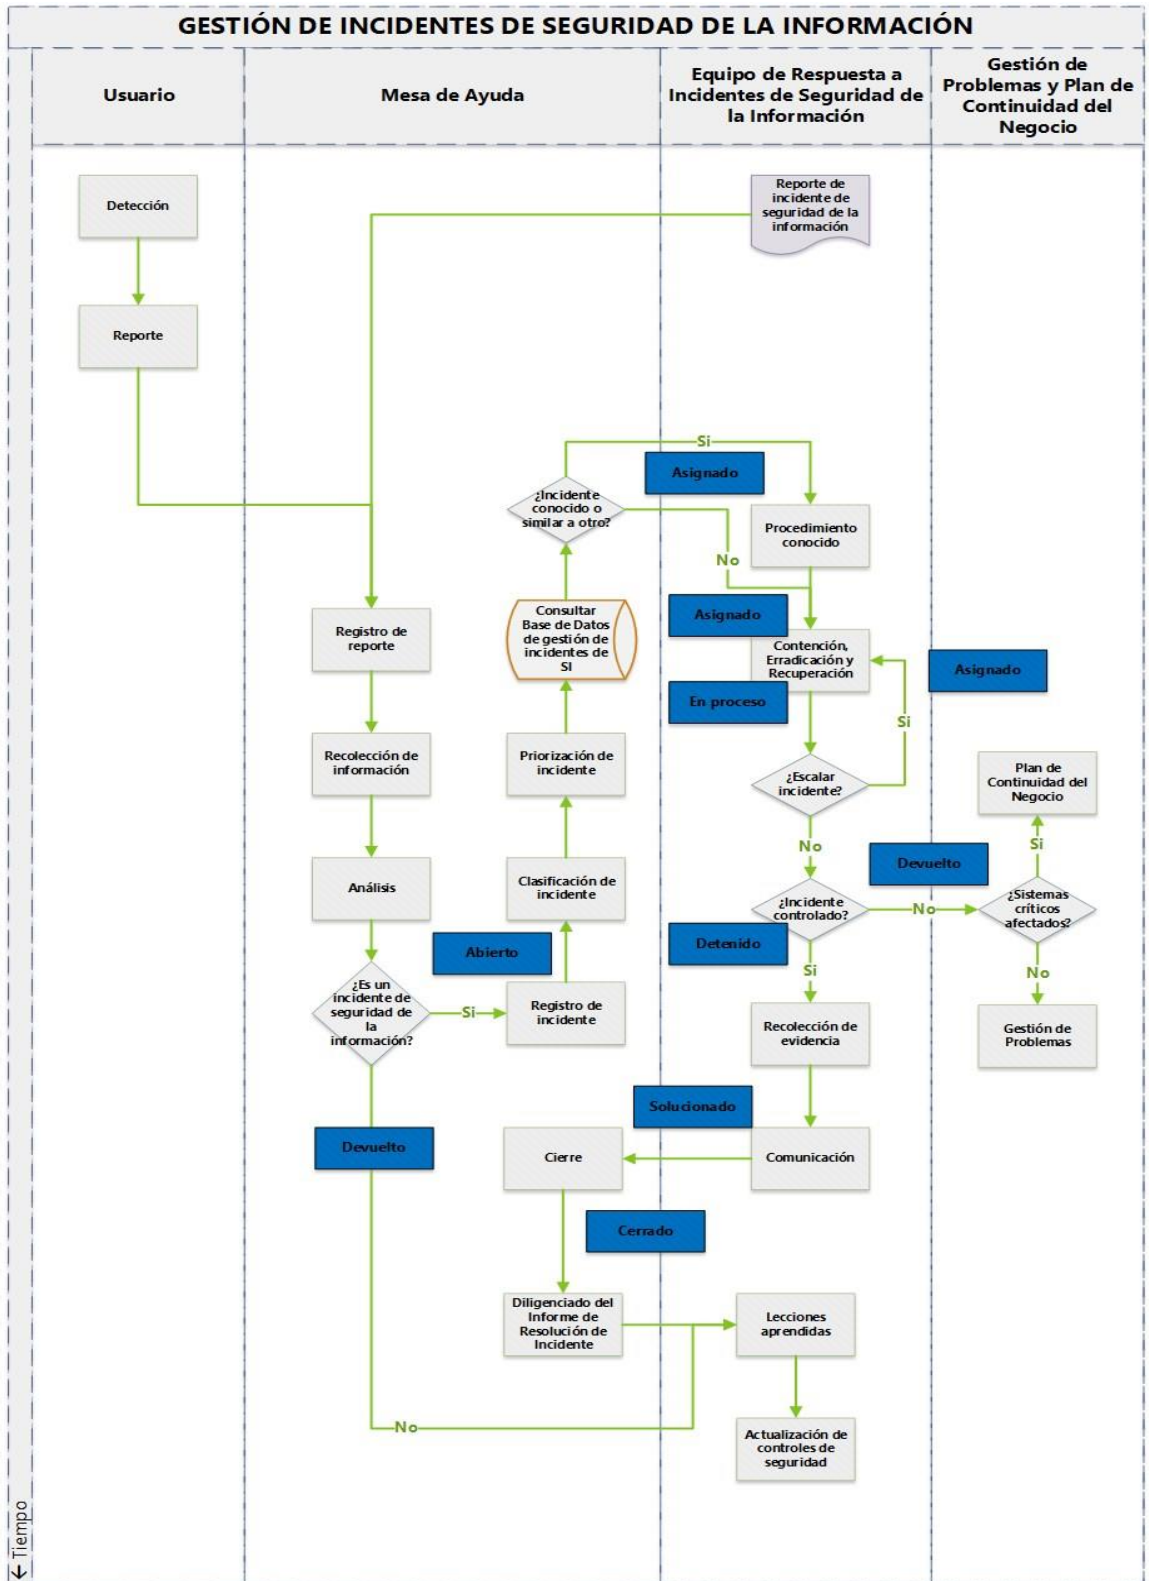 GESTIÓN DE INCIDENTES DE SEGURIDAD DE LA INFORMACIÓN
Usuario
Mesa de Ayuda
Equipo de Respuesta a
Incidentes de Seguridad de
la Información
Gestión de
Problemas y Plan de
Continuidad del
Negocio
Detección
Reporte de
incidente de
seguridad de la
información
Reporte
Si
Asignado
¿Incidente
conocido o
similar a otro?
Procedimiento
conocido
No
Consultar
Base de Datos
de gestión de
incidentes de
SI
Asignado
Registro de
reporte
Contención,
Erradicación y
Recuperación
Asignado
En proceso
Si
Recolección de
información
Priorización de
incidente
¿Escalar
incidente?
Plan de
Continuidad del
Negocio
No
Si
Devuelto
Análisis
Clasificación de
incidente
¿Incidente
controlado?
No
¿Sistemas
críticos
afectados?
Abierto
Detenido
Si
No
¿Es un
incidente de
seguridad de
la
información?
Si
Registro de
incidente
Recolección de
evidencia
Gestión de
Problemas
Solucionado
Devuelto
Cierre
Comunicación
Cerrado
Diligenciado del
Informe de
Resolución de
Incidente
Lecciones
aprendidas
No
Actualización de
controles de
seguridad
Tiempo